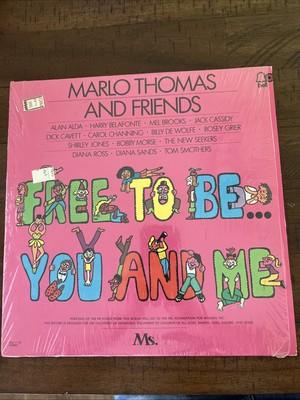 MARLO THOMAS
AND FRIENDS
ALAN ALDA · HARRY BELAFONTE · MEL BROOKS · JACK CASSIDY
DICK CAVETT · CAROL CHANNING · BILLY DE WOLFE · ROSEY GRIER
SHIRLEY JONES · BOBBY MORSE · THE NEW SEEKERS
DIANA ROSS · DIANA SANDS · TOM SMOTHERS
FREE TO BE...
YOU AND ME
Ms.